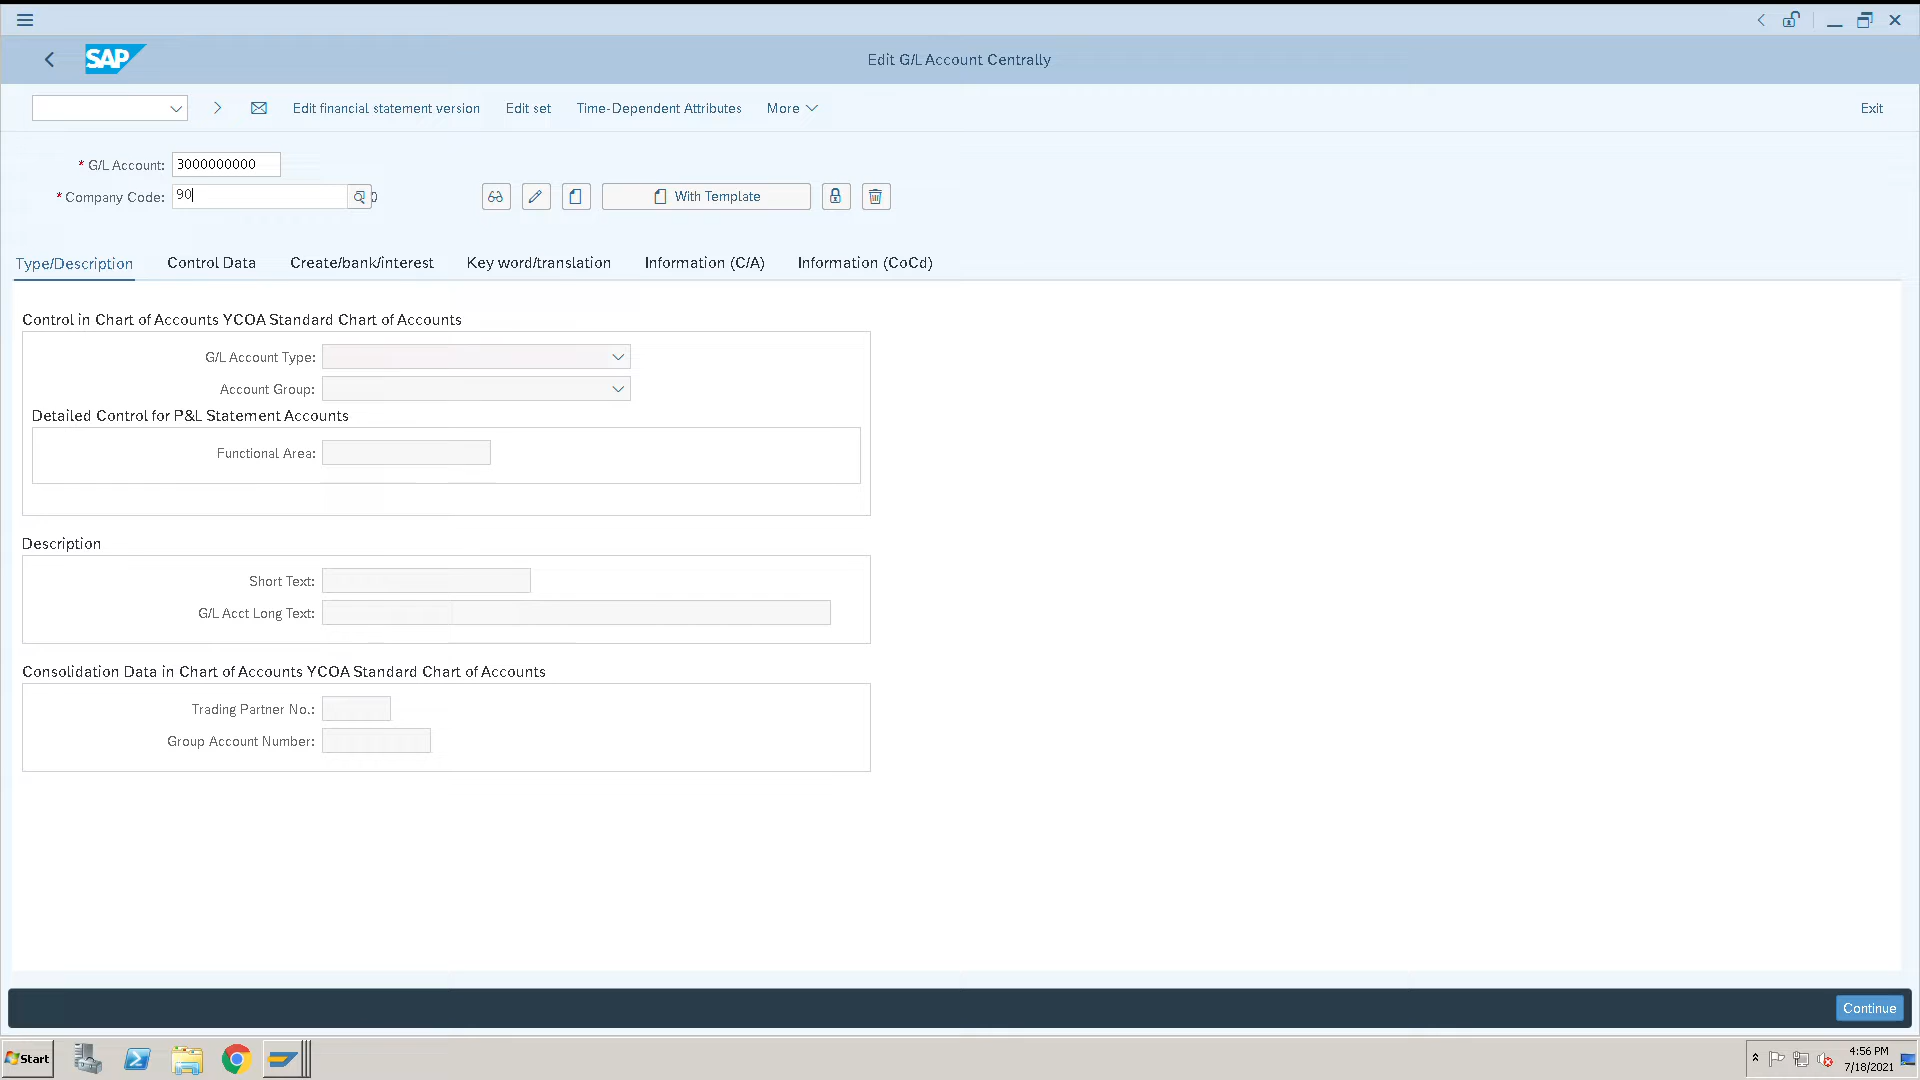 SAP
Edit G/L Account Centrally
Edit financial statement version
Edit set
Time-Dependent Attributes
More
Exit
* G/L Account: 3000000000
* Company Code: 90
With Template
Type/Description
Control Data
Create/bank/interest
Key word/translation
Information (C/A)
Information (CoCd)
Control in Chart of Accounts YCOA Standard Chart of Accounts
G/L Account Type:
Account Group:
Detailed Control for P&L Statement Accounts
Functional Area:
Description
Short Text:
G/L Acct Long Text:
Consolidation Data in Chart of Accounts YCOA Standard Chart of Accounts
Trading Partner No.:
Group Account Number:
Continue
Start
4:56 PM
7/18/2021